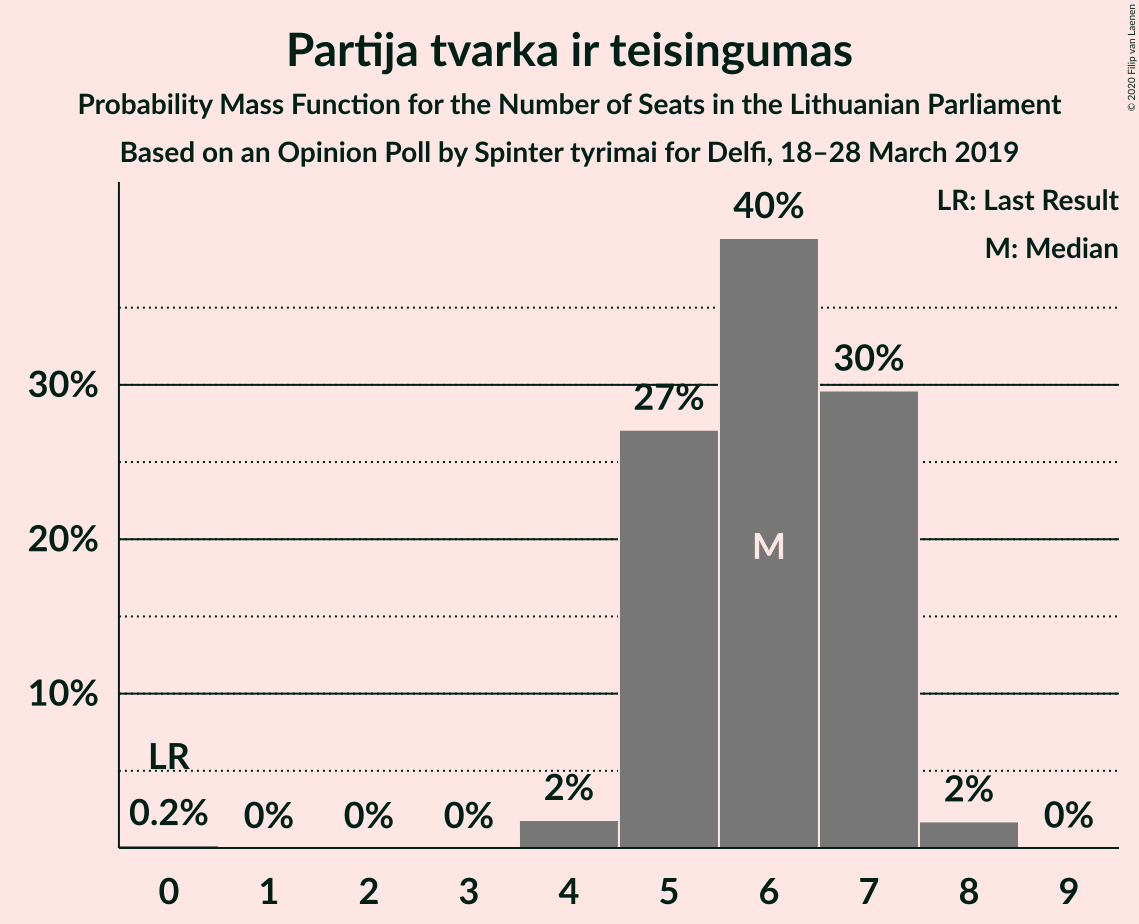 Partija tvarka ir teisingumas
Probability Mass Function for the Number of Seats in the Lithuanian Parliament
Based on an Opinion Poll by Spinter tyrimai for Delfi, 18–28 March 2019
© 2020 Filip van Laenen
LR: Last Result
M: Median
40%
30%
30%
27%
20%
M
10%
LR
0.2%
0%
0%
0%
2%
2%
0%
0 1 2 3 4 5 6 7 8 9